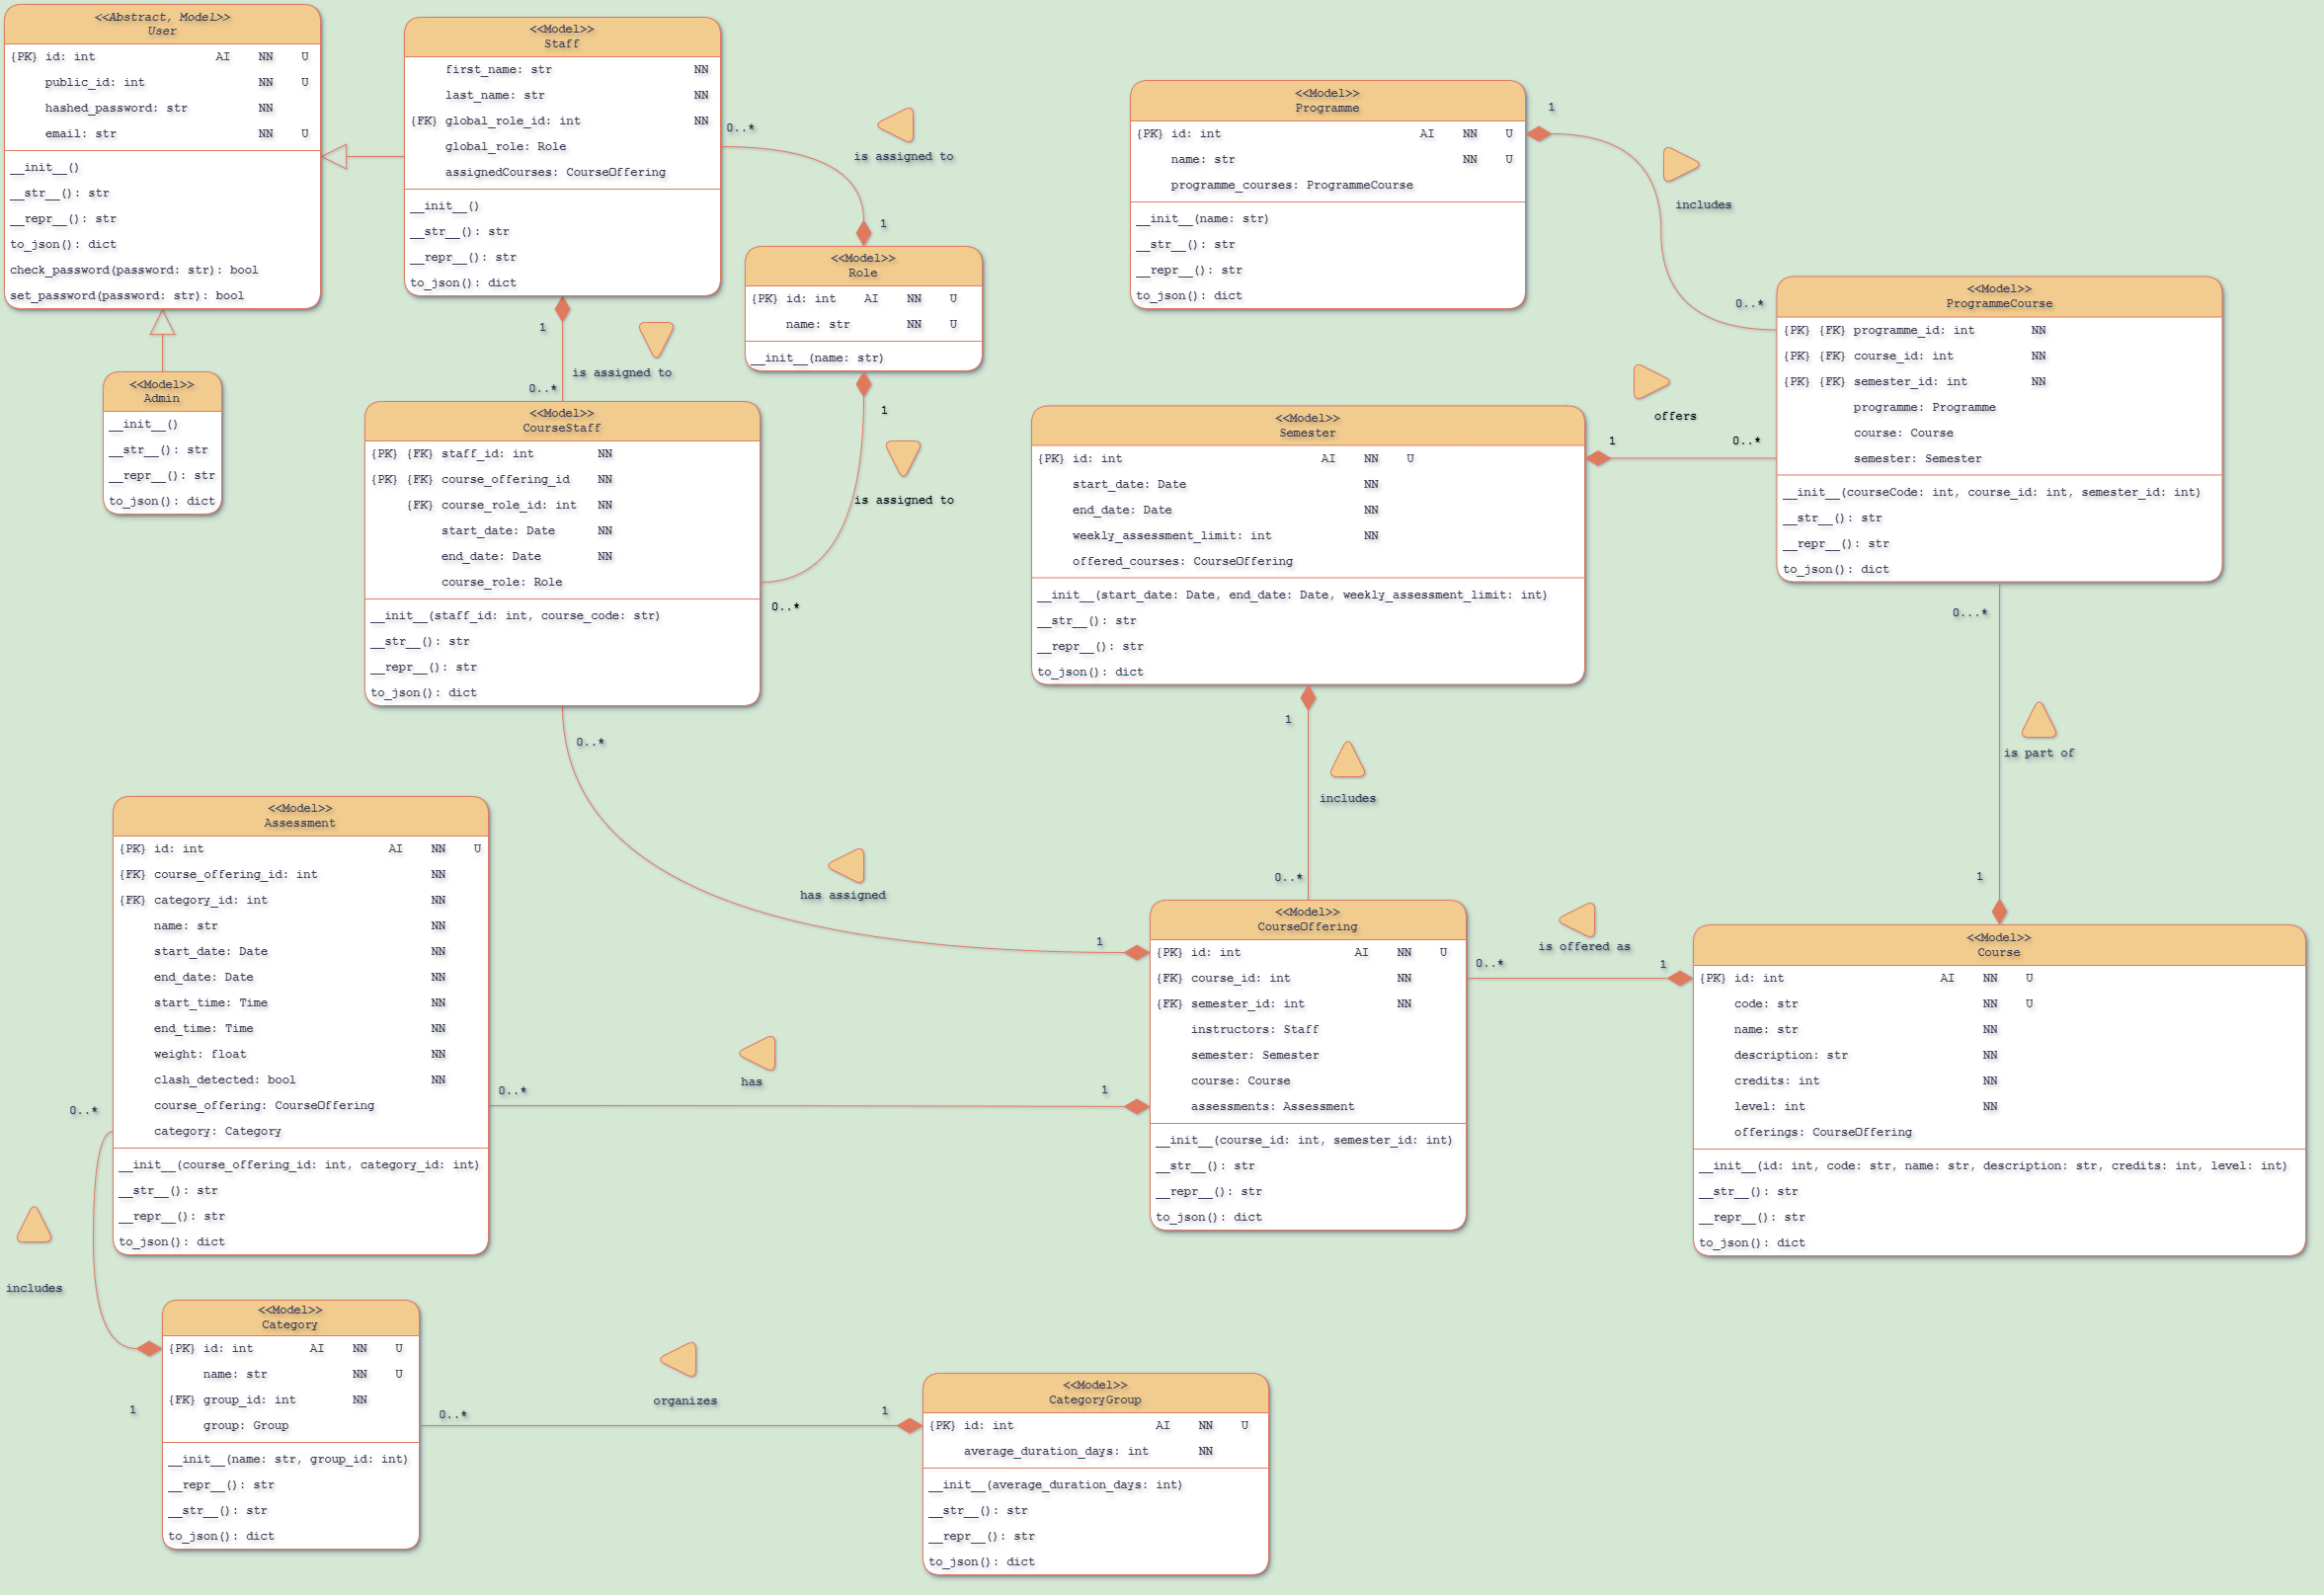 <<Abstract, Model>>
User
{PK} id: int AI NN U
public_id: int NN U
hashed_password: str NN
email: str NN U
__init__()
__str__(): str
__repr__(): str
to_json(): dict
check_password(password: str): bool
set_password(password: str): bool
<<Model>>
Staff
first_name: str NN
last_name: str NN
{FK} global_role_id: int NN
global_role: Role
assignedCourses: CourseOffering
__init__()
__str__(): str
__repr__(): str
to_json(): dict
0..*
is assigned to
1
<<Model>>
Role
{PK} id: int AI NN U
name: str NN U
__init__(name: str)
<<Model>>
Programme
{PK} id: int AI NN U
name: str NN U
programme_courses: ProgrammeCourse
__init__(name: str)
__str__(): str
__repr__(): str
to_json(): dict
1
includes
0..*
<<Model>>
ProgrammeCourse
{PK} {FK} programme_id: int NN
{PK} {FK} course_id: int NN
{PK} {FK} semester_id: int NN
programme: Programme
course: Course
semester: Semester
__init__(courseCode: int, course_id: int, semester_id: int)
__str__(): str
__repr__(): str
to_json(): dict
<<Model>>
Admin
__init__()
__str__(): str
__repr__(): str
to_json(): dict
1
is assigned to
0..*
<<Model>>
CourseStaff
{PK} {FK} staff_id: int NN
{PK} {FK} course_offering_id NN
{FK} course_role_id: int NN
start_date: Date NN
end_date: Date NN
course_role: Role
__init__(staff_id: int, course_code: str)
__str__(): str
__repr__(): str
to_json(): dict
1
is assigned to
0..*
<<Model>>
Semester
{PK} id: int AI NN U
start_date: Date NN
end_date: Date NN
weekly_assessment_limit: int NN
offered_courses: CourseOffering
__init__(start_date: Date, end_date: Date, weekly_assessment_limit: int)
__str__(): str
__repr__(): str
to_json(): dict
offers
1
0..*
0...*
is part of
1
0..*
has assigned
1
1
includes
0..*
<<Model>>
Assessment
{PK} id: int AI NN U
{FK} course_offering_id: int NN
{FK} category_id: int NN
name: str NN
start_date: Date NN
end_date: Date NN
start_time: Time NN
end_time: Time NN
weight: float NN
clash_detected: bool NN
course_offering: CourseOffering
category: Category
__init__(course_offering_id: int, category_id: int)
__str__(): str
__repr__(): str
to_json(): dict
has
0..*
1
<<Model>>
CourseOffering
{PK} id: int AI NN U
{FK} course_id: int NN
{FK} semester_id: int NN
instructors: Staff
semester: Semester
course: Course
assessments: Assessment
__init__(course_id: int, semester_id: int)
__str__(): str
__repr__(): str
to_json(): dict
is offered as
0..*
1
<<Model>>
Course
{PK} id: int AI NN U
code: str NN U
name: str NN
description: str NN
credits: int NN
level: int NN
offerings: CourseOffering
__init__(id: int, code: str, name: str, description: str, credits: int, level: int)
__str__(): str
__repr__(): str
to_json(): dict
0..*
includes
1
<<Model>>
Category
{PK} id: int AI NN U
name: str NN U
{FK} group_id: int NN
group: Group
__init__(name: str, group_id: int)
__repr__(): str
__str__(): str
to_json(): dict
organizes
0..*
1
<<Model>>
CategoryGroup
{PK} id: int AI NN U
average_duration_days: int NN
__init__(average_duration_days: int)
__str__(): str
__repr__(): str
to_json(): dict